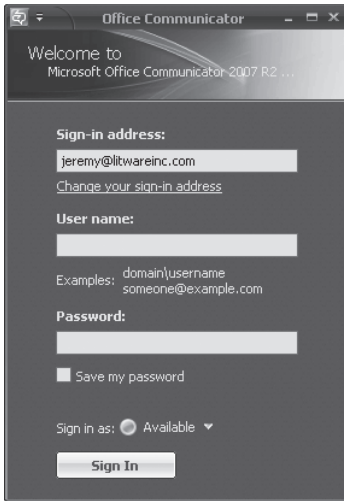 Office Communicator
Welcome to
Microsoft Office Communicator 2007 R2 ...
Sign-in address:
jeremy@litwareinc.com
Change your sign-in address
User name:
Examples: domain\username
someone@example.com
Password:
Save my password
Sign in as: Available
Sign In